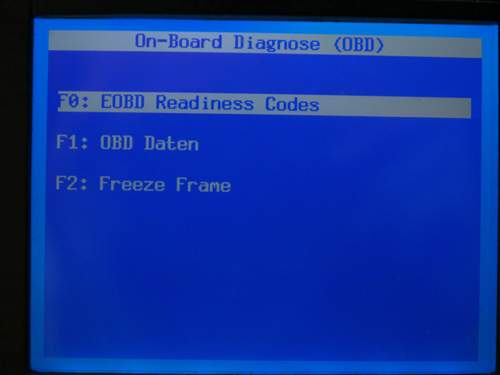 On-Board Diagnose (OBD)
F0: EOBD Readiness Codes
F1: OBD Daten
F2: Freeze Frame